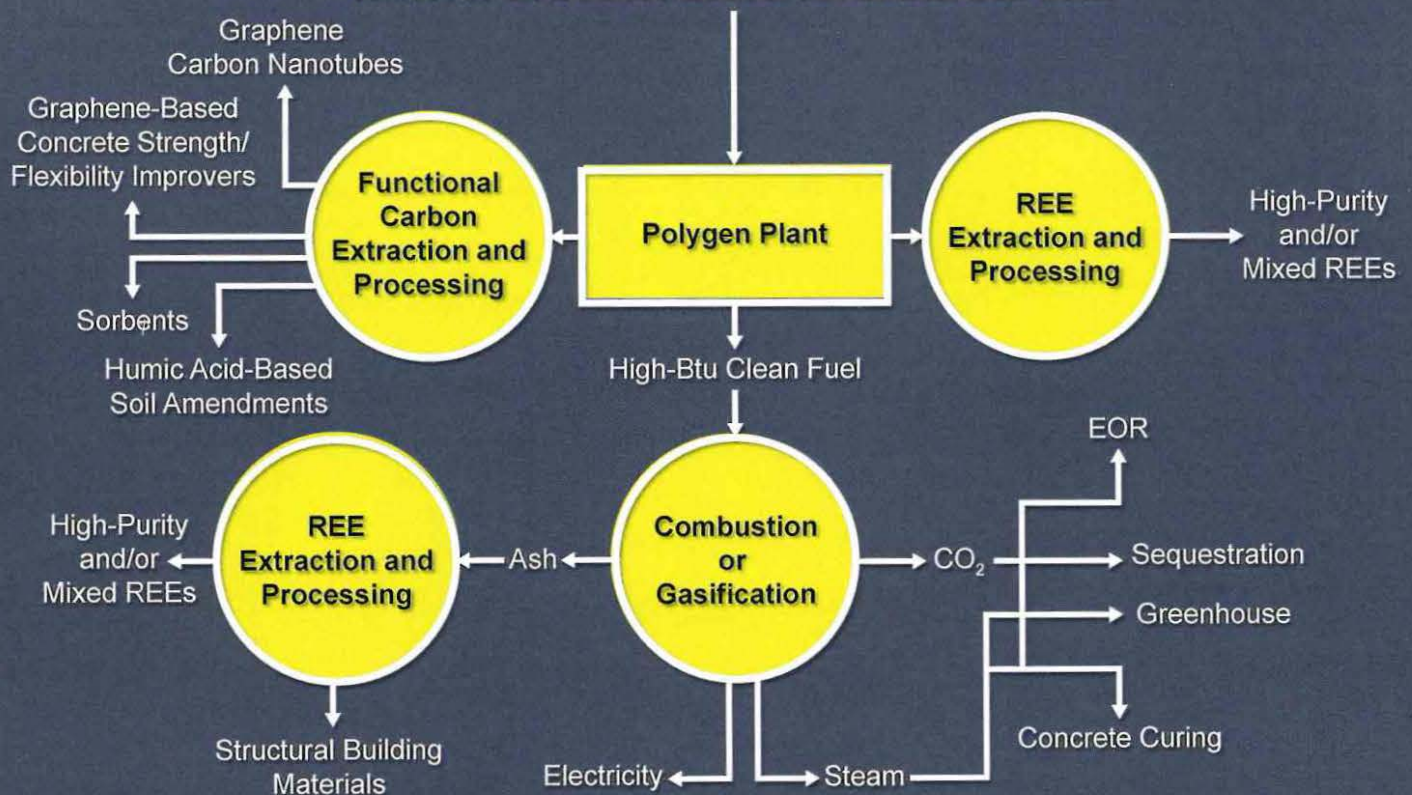 Graphene
Carbon Nanotubes
Graphene-Based
Concrete Strength/
Flexibility Improvers
Functional
Carbon
Extraction and
Processing
Polygen Plant
REE
Extraction and
Processing
High-Purity
and/or
Mixed REEs
Sorbents
Humic Acid-Based
Soil Amendments
High-Btu Clean Fuel
EOR
High-Purity
and/or
Mixed REEs
REE
Extraction and
Processing
Ash
Combustion
or
Gasification
CO₂
Sequestration
Greenhouse
Concrete Curing
Structural Building
Materials
Electricity
Steam